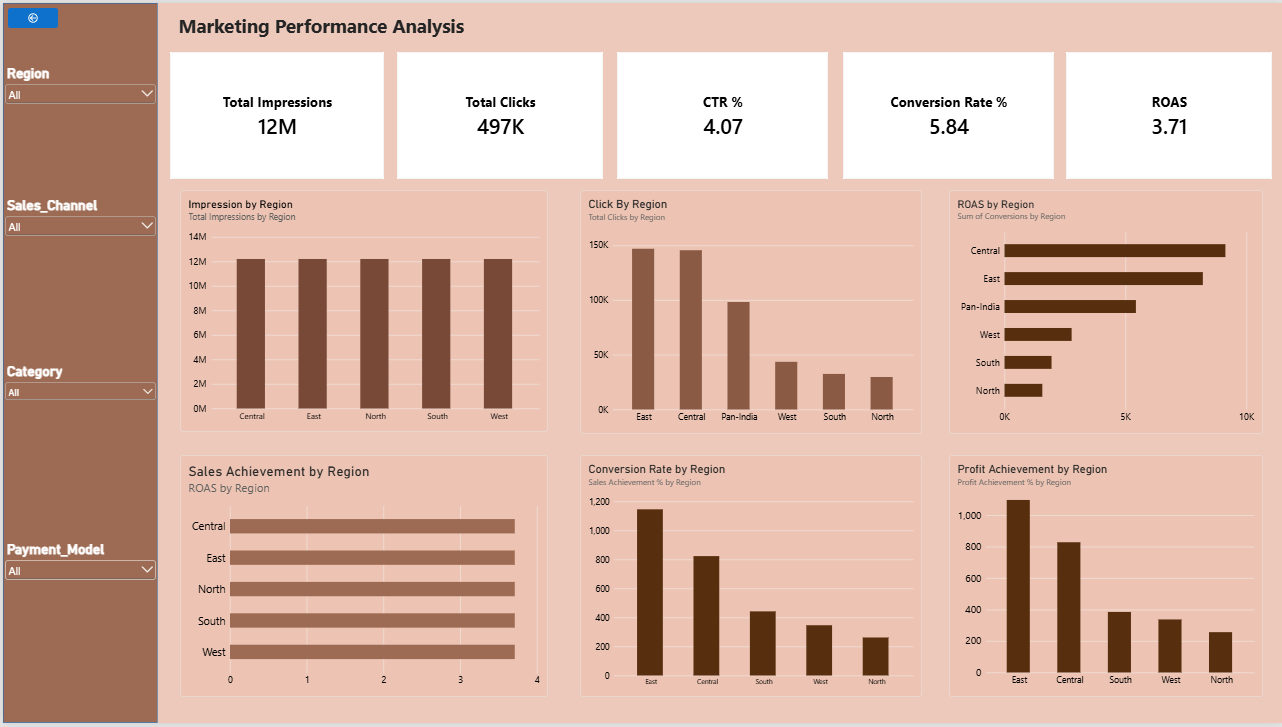 Marketing Performance Analysis
Region
All
Sales_Channel
All
Category
All
Payment_Model
All
Total Impressions
12M
Total Clicks
497K
CTR %
4.07
Conversion Rate %
5.84
ROAS
3.71
Impression by Region
Total Impressions by Region
14M
12M
10M
8M
6M
4M
2M
0M
Central East North South West
Click By Region
Total Clicks by Region
150K
100K
50K
0K
East Central Pan-India West South North
ROAS by Region
Sum of Conversions by Region
Central
East
Pan-India
West
South
North
0K 5K 10K
Sales Achievement by Region
ROAS by Region
Central
East
North
South
West
0 1 2 3 4
Conversion Rate by Region
Sales Achievement % by Region
1,200
1,000
800
600
400
200
0
East Central South West North
Profit Achievement by Region
Profit Achievement % by Region
1,000
800
600
400
200
0
East Central South West North